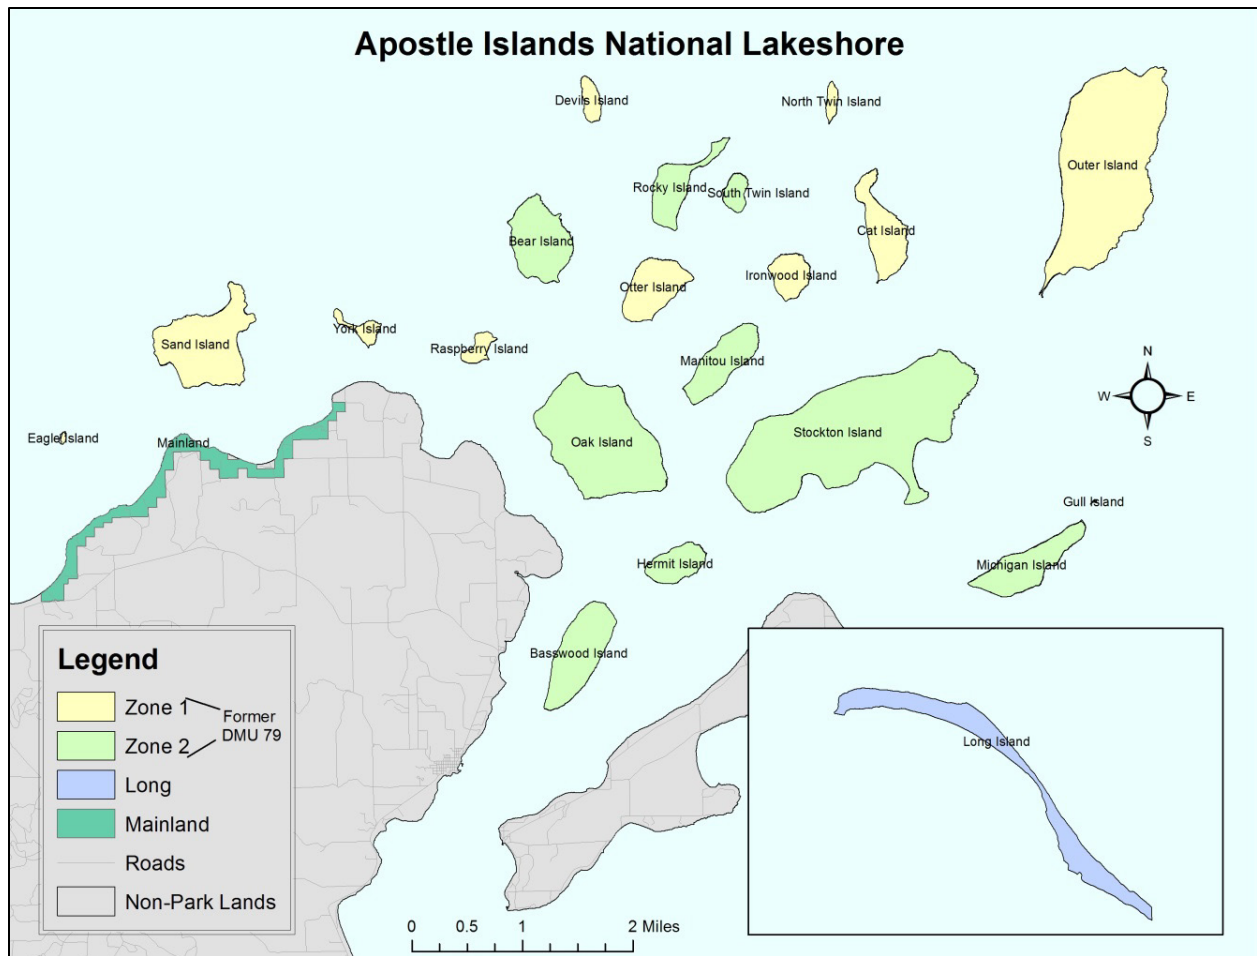 Apostle Islands National Lakeshore
Devils Island
North Twin Island
Outer Island
Rocky Island
South Twin Island
Bear Island
Cat Island
Otter Island
Ironwood Island
Sand Island
York Island
Raspberry Island
Manitou Island
N
W
E
S
Eagle Island
Mainland
Oak Island
Stockton Island
Gull Island
Hermit Island
Michigan Island
Basswood Island
Legend
Zone 1
Zone 2
Former
DMU 79
Long
Mainland
Roads
Non-Park Lands
0 0.5 1 2 Miles
Long Island